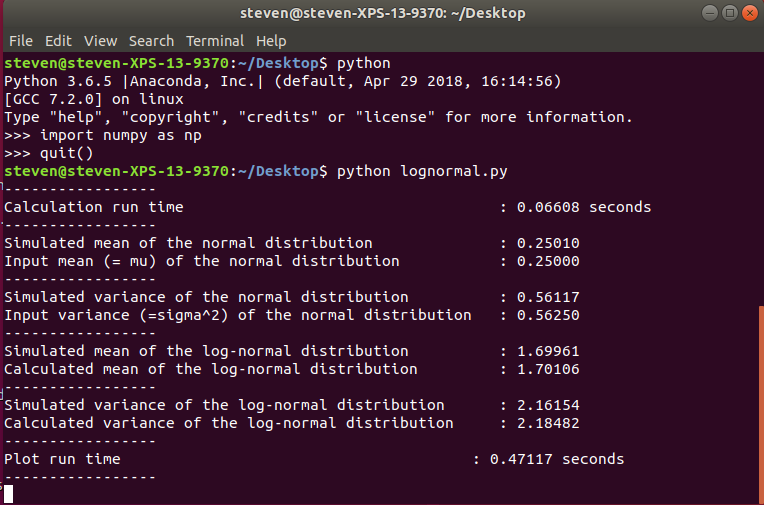 steven@steven-XPS-13-9370: ~/Desktop
File Edit View Search Terminal Help
steven@steven-XPS-13-9370:~/Desktop$ python
Python 3.6.5 |Anaconda, Inc.| (default, Apr 29 2018, 16:14:56)
[GCC 7.2.0] on linux
Type "help", "copyright", "credits" or "license" for more information.
>>> import numpy as np
>>> quit()
steven@steven-XPS-13-9370:~/Desktop$ python lognormal.py
-----------------
Calculation run time : 0.06608 seconds
-----------------
Simulated mean of the normal distribution : 0.25010
Input mean (= mu) of the normal distribution : 0.25000
-----------------
Simulated variance of the normal distribution : 0.56117
Input variance (=sigma^2) of the normal distribution : 0.56250
-----------------
Simulated mean of the log-normal distribution : 1.69961
Calculated mean of the log-normal distribution : 1.70106
-----------------
Simulated variance of the log-normal distribution : 2.16154
Calculated variance of the log-normal distribution : 2.18482
-----------------
Plot run time : 0.47117 seconds
-----------------